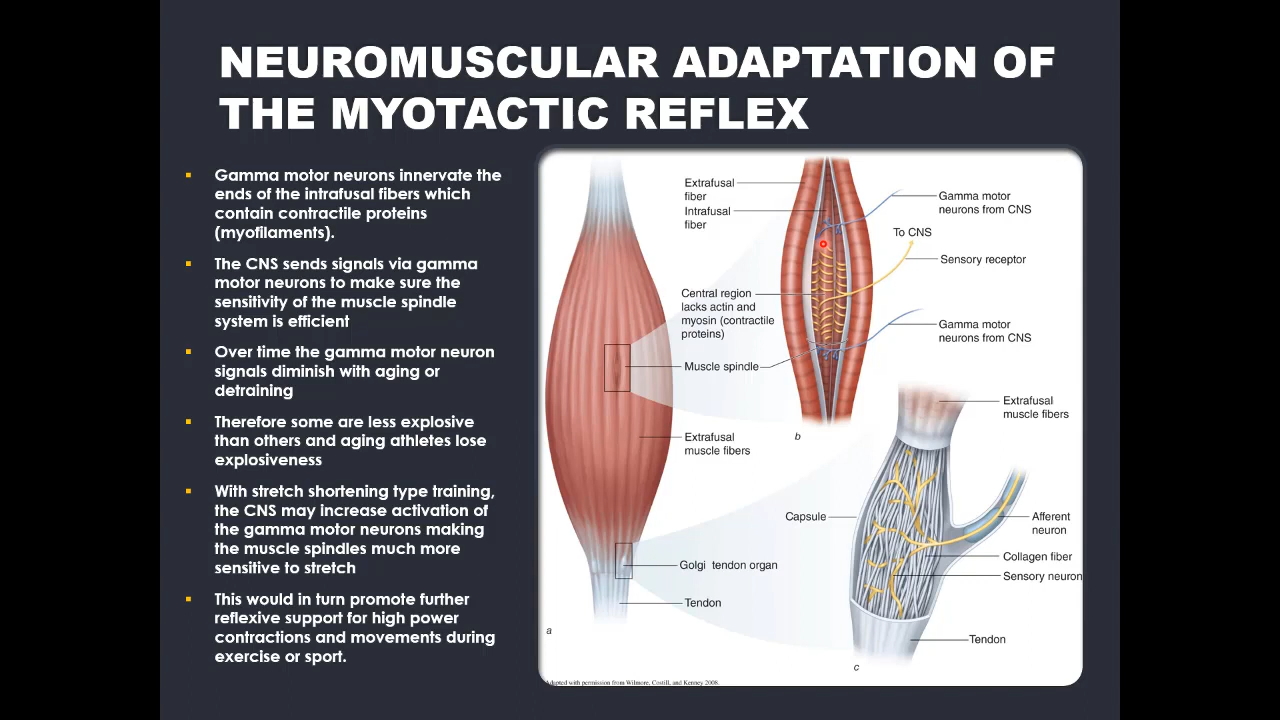 NEUROMUSCULAR ADAPTATION OF
THE MYOTACTIC REFLEX
▪ Gamma motor neurons innervate the
ends of the intrafusal fibers which
contain contractile proteins
(myofilaments).
▪ The CNS sends signals via gamma
motor neurons to make sure the
sensitivity of the muscle spindle
system is efficient
▪ Over time the gamma motor neuron
signals diminish with aging or
detraining
▪ Therefore some are less explosive
than others and aging athletes lose
explosiveness
▪ With stretch shortening type training,
the CNS may increase activation of
the gamma motor neurons making
the muscle spindles much more
sensitive to stretch
▪ This would in turn promote further
reflexive support for high power
contractions and movements during
exercise or sport.
Extrafusal
fiber
Intrafusal
fiber
Central region
lacks actin and
myosin (contractile
proteins)
Muscle spindle
Gamma motor
neurons from CNS
To CNS
Sensory receptor
Gamma motor
neurons from CNS
b
Extrafusal
muscle fibers
Golgi tendon organ
Tendon
a
Extrafusal
muscle fibers
Capsule
Afferent
neuron
Collagen fiber
Sensory neuron
Tendon
c
Adapted with permission from Wilmore, Costill, and Kenney 2008.